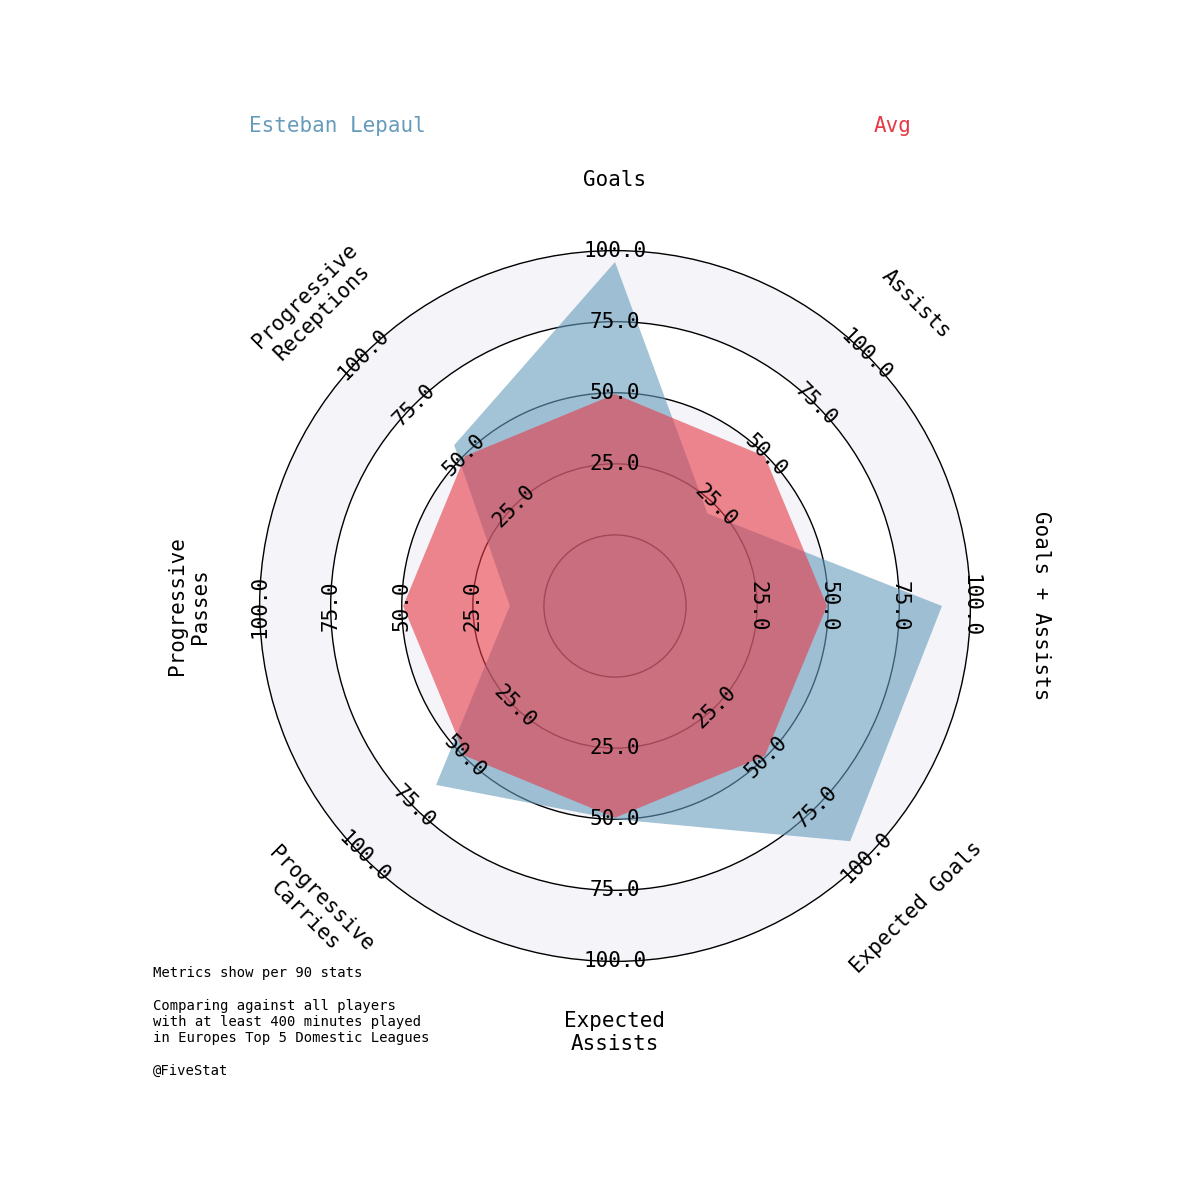 Esteban Lepaul
Avg
Goals
Progressive
Receptions
Assists
100.0
100.0
100.0
75.0
75.0
75.0
50.0
50.0
50.0
25.0
25.0
25.0
Progressive
Passes
100.0
75.0
50.0
25.0
25.0
50.0
75.0
100.0
Goals + Assists
25.0
25.0
25.0
50.0
50.0
50.0
75.0
75.0
75.0
100.0
100.0
100.0
Progressive
Carries
Expected Goals
Expected
Assists
Metrics show per 90 stats
Comparing against all players
with at least 400 minutes played
in Europes Top 5 Domestic Leagues
@FiveStat